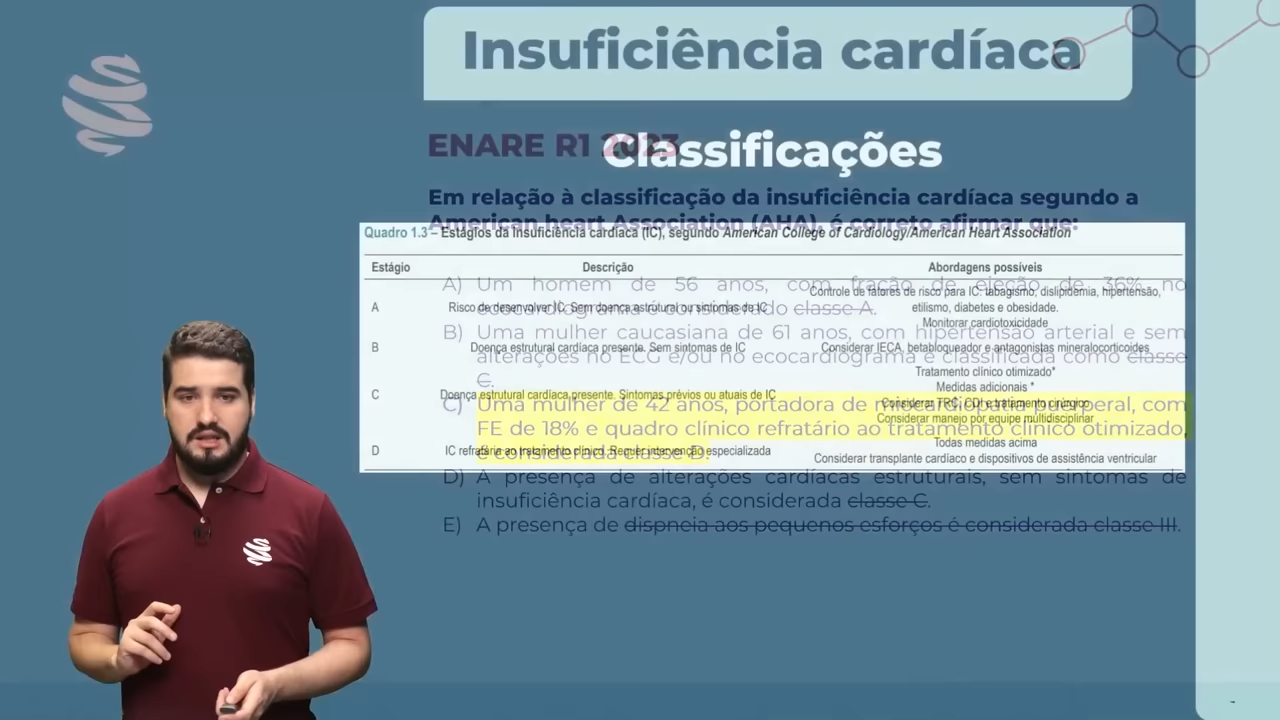 Insuficiência cardíaca
ENARE R1 2023
Classificações
Em relação à classificação da insuficiência cardíaca segundo a
American heart Association (AHA), é correto afirmar que:
Quadro 1.3 – Estágios da insuficiência cardíaca (IC), segundo American College of Cardiology/American Heart Association
Estágio Descrição Abordagens possíveis
A Risco de desenvolver IC. Sem doença estrutural ou sintomas de IC
Controle de fatores de risco para IC: tabagismo, dislipidemia, hipertensão,
etilismo, diabetes e obesidade.
Monitorar cardiotoxicidade
B Doença estrutural cardíaca presente. Sem sintomas de IC
Considerar IECA, betabloqueador e antagonistas mineralocorticoides
C Doença estrutural cardíaca presente. Sintomas prévios ou atuais de IC
Tratamento clínico otimizado*
Medidas adicionais *
Considerar TRC, CDI e tratamento cirúrgico
Considerar manejo por equipe multidisciplinar
D IC refratária ao tratamento clínico. Requer intervenção especializada
Todas medidas acima
Considerar transplante cardíaco e dispositivos de assistência ventricular
A) Um homem de 56 anos, com fração de ejeção de 36% no
considerado classe A.
B) Uma mulher caucasiana de 61 anos, com hipertensão arterial e sem
alterações no ECG e/ou no ecocardiograma é classificada como classe
C.
C) Uma mulher de 42 anos, portadora de miocardiopatia puerperal, com
FE de 18% e quadro clínico refratário ao tratamento clínico otimizado,
é considerada classe D.
D) A presença de alterações cardíacas estruturais, sem sintomas de
insuficiência cardíaca, é considerada classe C.
E) A presença de dispneia aos pequenos esforços é considerada classe III.